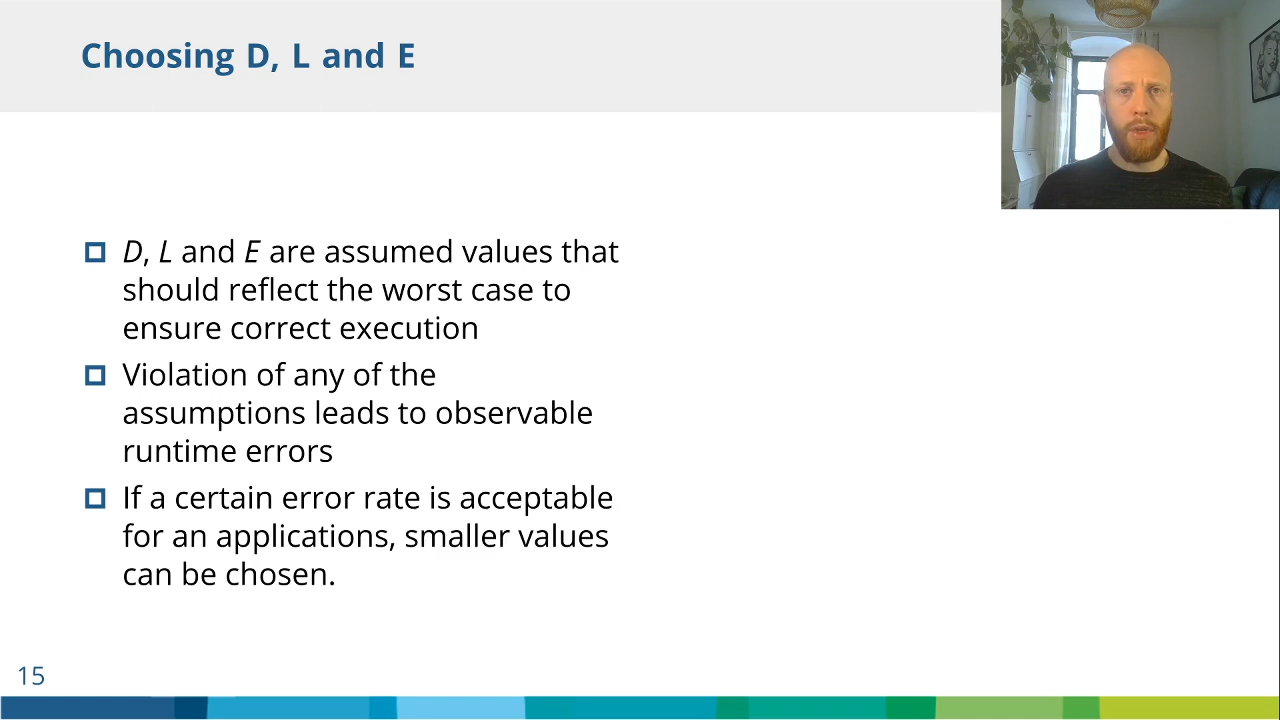 Choosing D, L and E
D, L and E are assumed values that
should reflect the worst case to
ensure correct execution
Violation of any of the
assumptions leads to observable
runtime errors
If a certain error rate is acceptable
for an applications, smaller values
can be chosen.
15